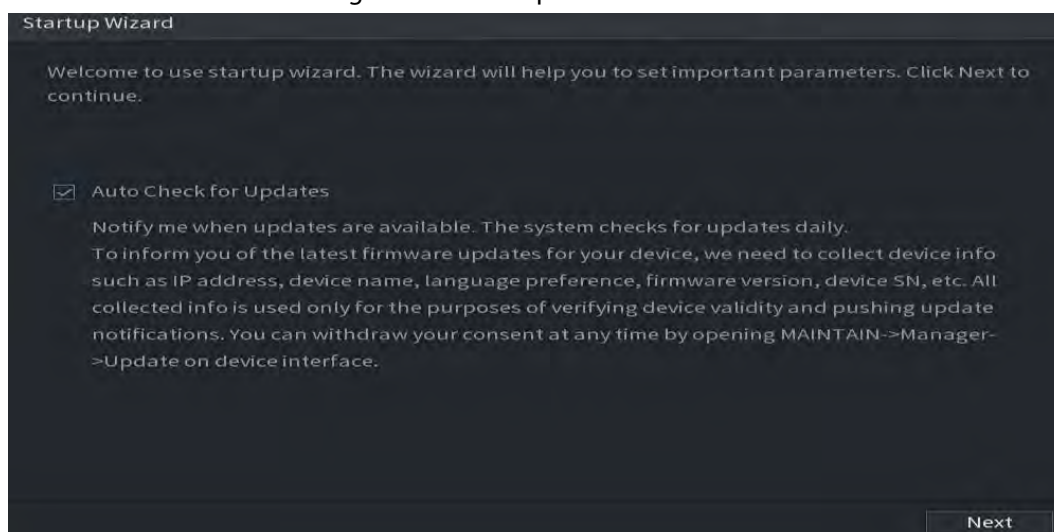 Startup Wizard
Welcome to use startup wizard. The wizard will help you to set important parameters. Click Next to
continue.
Auto Check for Updates
Notify me when updates are available. The system checks for updates daily.
To inform you of the latest firmware updates for your device, we need to collect device info
such as IP address, device name, language preference, firmware version, device SN, etc. All
collected info is used only for the purposes of verifying device validity and pushing update
notifications. You can withdraw your consent at any time by opening MAINTAIN->Manager-
>Update on device interface.
Next